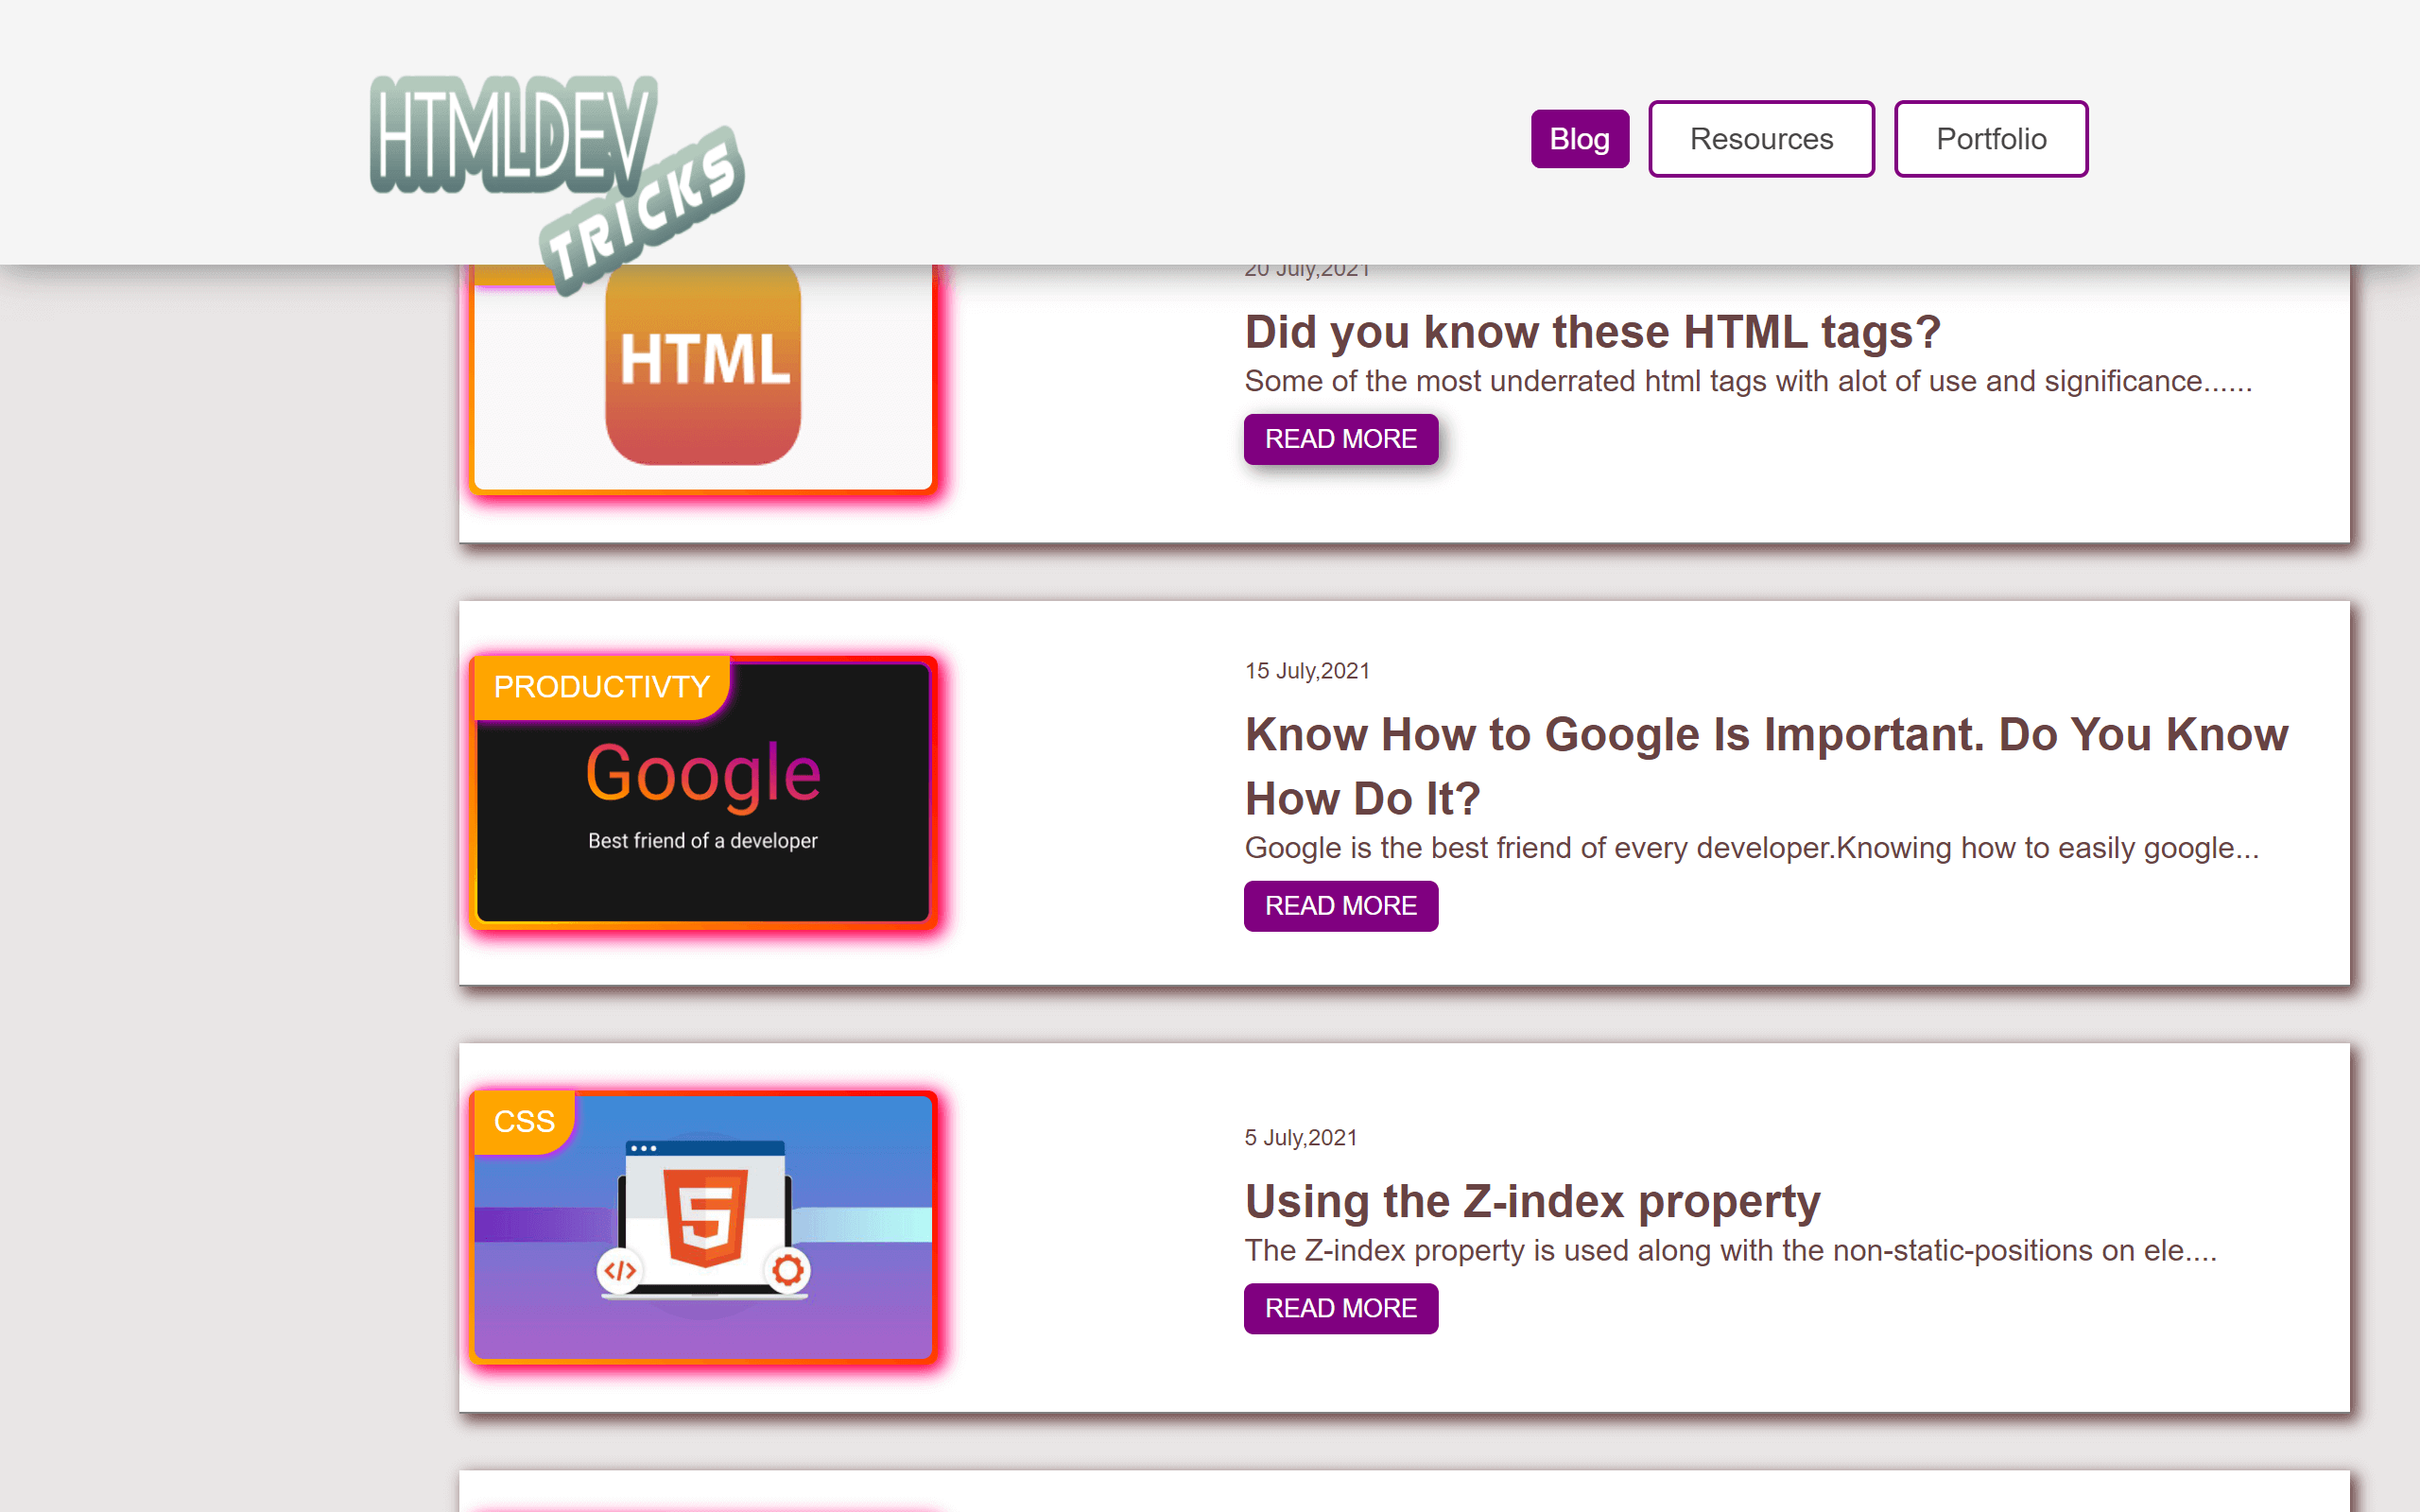 HTMLDEV
TRICKS
Blog
Resources
Portfolio
HTML
20 July,2021
Did you know these HTML tags?
Some of the most underrated html tags with alot of use and significance......
READ MORE
PRODUCTIVTY
Google
Best friend of a developer
15 July,2021
Know How to Google Is Important. Do You Know
How Do It?
Google is the best friend of every developer.Knowing how to easily google...
READ MORE
CSS
5
5 July,2021
Using the Z-index property
The Z-index property is used along with the non-static-positions on ele....
READ MORE